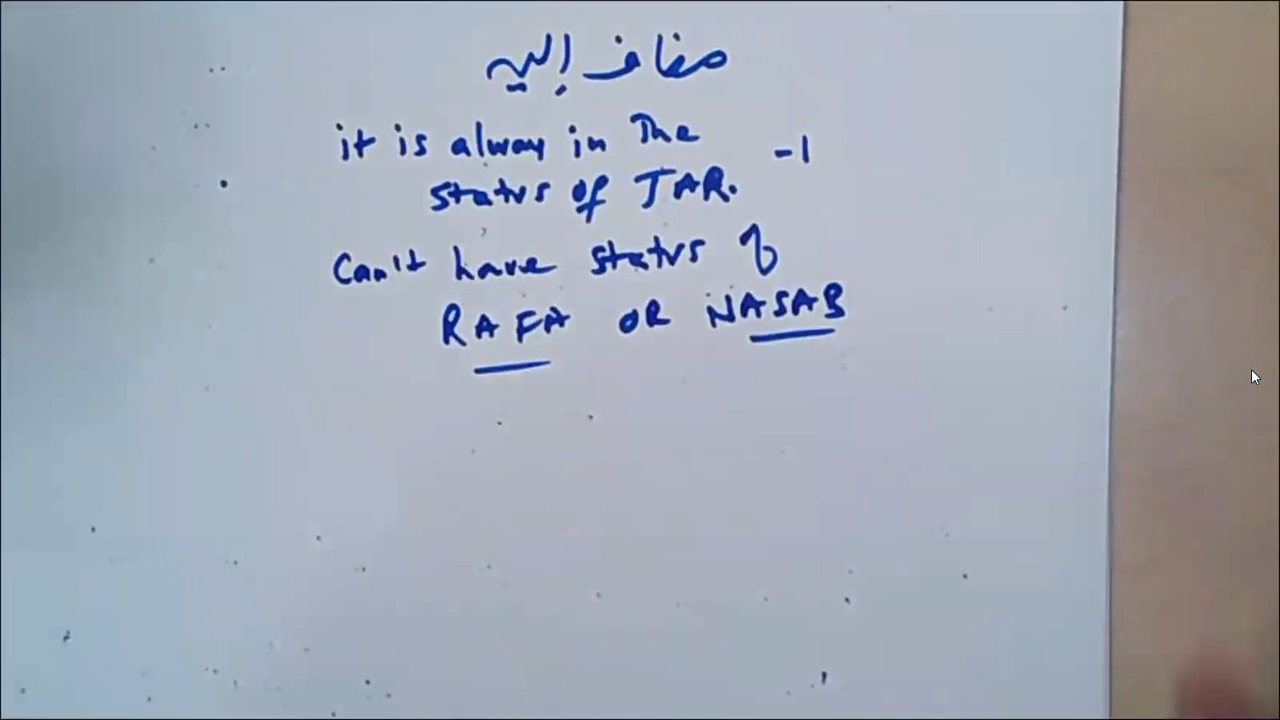 مضاف إليه
it is alway in The -1
status of JAR.
Can't have status of
RAFA OR NASAB